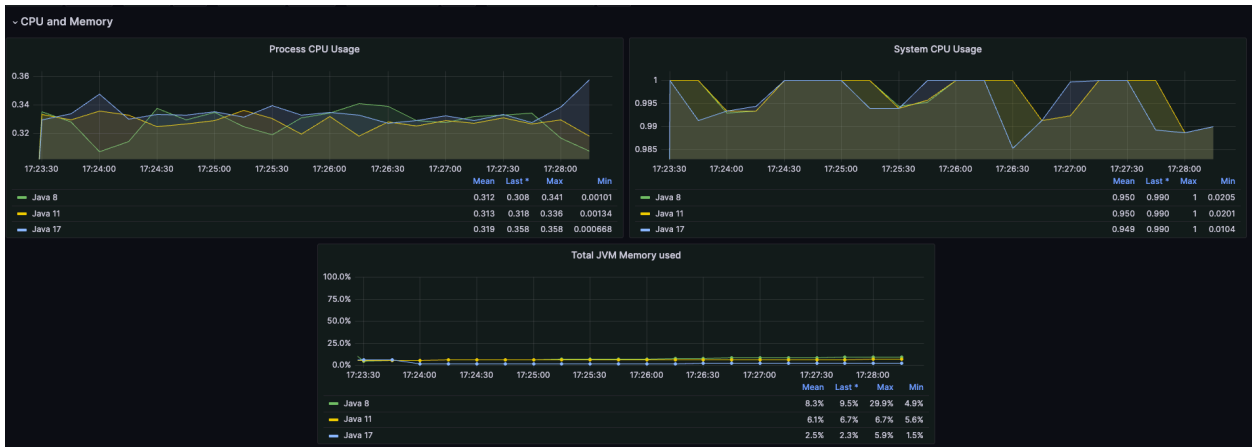 CPU and Memory
Process CPU Usage
0.36
0.34
0.32
17:23:30 17:24:00 17:24:30 17:25:00 17:25:30 17:26:00 17:26:30 17:27:00 17:27:30 17:28:00
Mean Last * Max Min
Java 8 0.312 0.308 0.341 0.00101
Java 11 0.313 0.318 0.336 0.00134
Java 17 0.319 0.358 0.358 0.000668
System CPU Usage
1
0.995
0.99
0.985
17:23:30 17:24:00 17:24:30 17:25:00 17:25:30 17:26:00 17:26:30 17:27:00 17:27:30 17:28:00
Mean Last * Max Min
Java 8 0.950 0.990 1 0.0205
Java 11 0.950 0.990 1 0.0201
Java 17 0.949 0.990 1 0.0104
Total JVM Memory used
100.0%
75.0%
50.0%
25.0%
0.0%
17:23:30 17:24:00 17:24:30 17:25:00 17:25:30 17:26:00 17:26:30 17:27:00 17:27:30 17:28:00
Mean Last * Max Min
Java 8 8.3% 9.5% 29.9% 4.9%
Java 11 6.1% 6.7% 6.7% 5.6%
Java 17 2.5% 2.3% 5.9% 1.5%